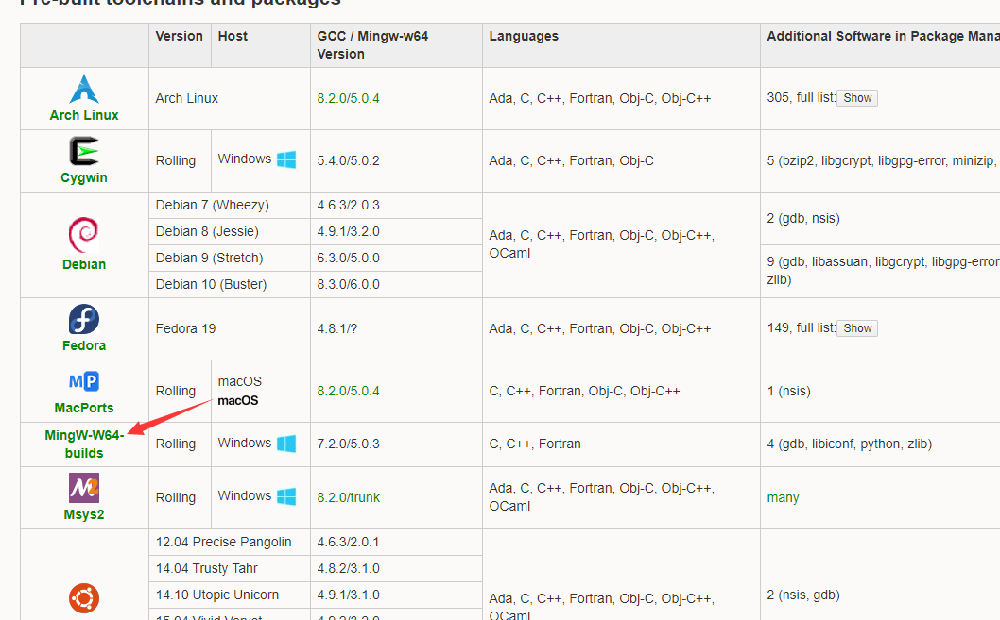 Pre-built toolchains and packages
Version Host GCC / Mingw-w64 Version Languages Additional Software in Package Mana
Arch Linux Arch Linux 8.2.0/5.0.4 Ada, C, C++, Fortran, Obj-C, Obj-C++ 305, full list: Show
Cygwin Rolling Windows 5.4.0/5.0.2 Ada, C, C++, Fortran, Obj-C 5 (bzip2, libgcrypt, libgpg-error, minizip,
Debian
Debian 7 (Wheezy) 4.6.3/2.0.3
Debian 8 (Jessie) 4.9.1/3.2.0
Debian 9 (Stretch) 6.3.0/5.0.0
Debian 10 (Buster) 8.3.0/6.0.0
Ada, C, C++, Fortran, Obj-C, Obj-C++,
OCaml
2 (gdb, nsis)
9 (gdb, libassuan, libgcrypt, libgpg-error
zlib)
Fedora Fedora 19 4.8.1/? Ada, C, C++, Fortran, Obj-C, Obj-C++ 149, full list: Show
MP
MacPorts Rolling macOS
macOS
8.2.0/5.0.4 C, C++, Fortran, Obj-C, Obj-C++ 1 (nsis)
MingW-W64-
builds
Rolling Windows 7.2.0/5.0.3 C, C++, Fortran 4 (gdb, libiconf, python, zlib)
Msys2 Rolling Windows 8.2.0/trunk Ada, C, C++, Fortran, Obj-C, Obj-C++,
OCaml
many
12.04 Precise Pangolin 4.6.3/2.0.1
14.04 Trusty Tahr 4.8.2/3.1.0
14.10 Utopic Unicorn 4.9.1/3.1.0
Ada, C, C++, Fortran, Obj-C, Obj-C++,
OCaml
2 (nsis, gdb)